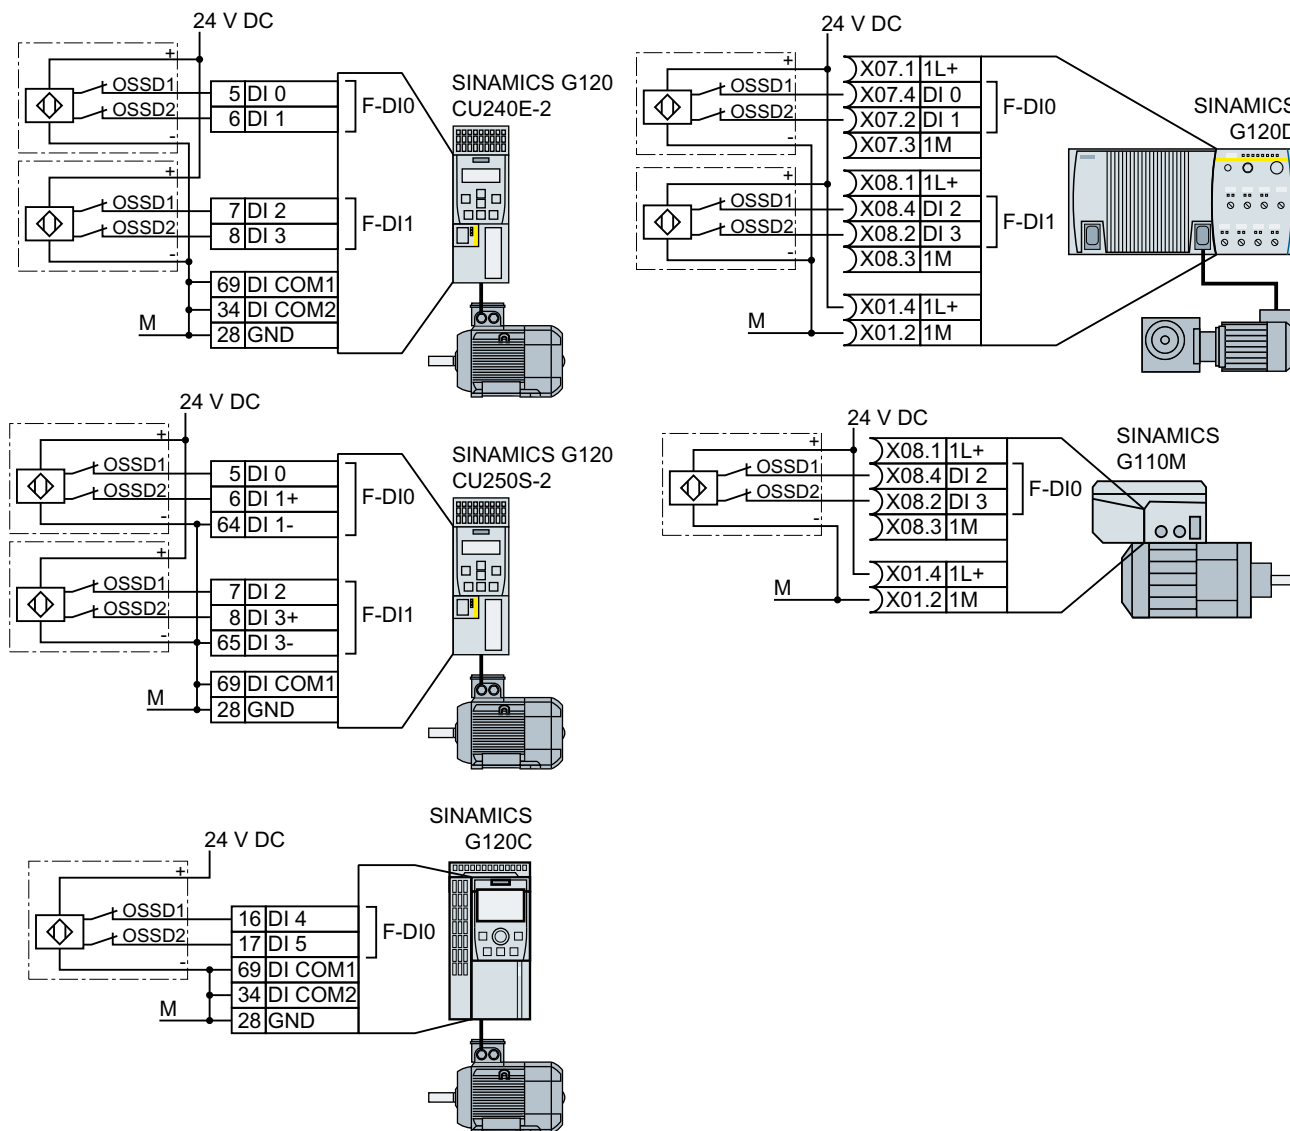 24 V DC
+
OSSD1
OSSD2
-
+
OSSD1
OSSD2
-
M
5 DI 0
6 DI 1
7 DI 2
8 DI 3
69 DI COM1
34 DI COM2
28 GND
F-DI0
F-DI1
SINAMICS G120
CU240E-2
24 V DC
+
OSSD1
OSSD2
-
+
OSSD1
OSSD2
-
M
X07.1 1L+
X07.4 DI 0
X07.2 DI 1
X07.3 1M
X08.1 1L+
X08.4 DI 2
X08.2 DI 3
X08.3 1M
X01.4 1L+
X01.2 1M
F-DI0
F-DI1
SINAMICS
G120D
24 V DC
+
OSSD1
OSSD2
-
+
OSSD1
OSSD2
-
M
5 DI 0
6 DI 1+
64 DI 1-
7 DI 2
8 DI 3+
65 DI 3-
69 DI COM1
28 GND
F-DI0
F-DI1
SINAMICS G120
CU250S-2
24 V DC
+
OSSD1
OSSD2
-
M
X08.1 1L+
X08.4 DI 2
X08.2 DI 3
X08.3 1M
X01.4 1L+
X01.2 1M
F-DI0
SINAMICS
G110M
24 V DC
+
OSSD1
OSSD2
-
M
16 DI 4
17 DI 5
69 DI COM1
34 DI COM2
28 GND
F-DI0
SINAMICS
G120C